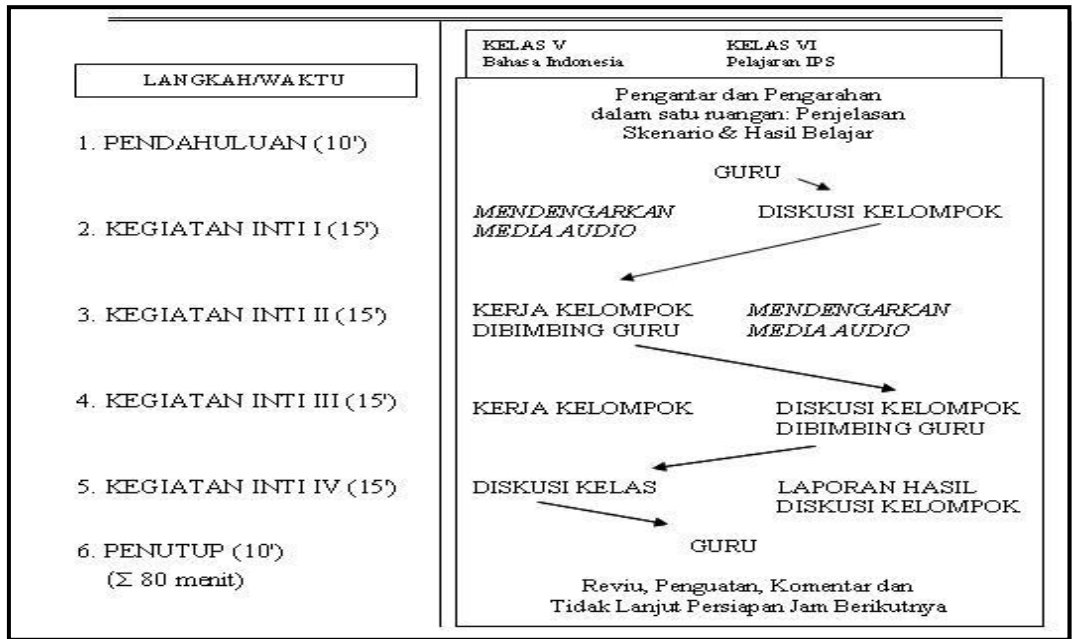 KELAS V KELAS VI
Bahasa Indonesia Pelajaran IPS
LANGKAH/WAKTU
Pengantar dan Pengarahan
dalam satu ruangan: Penjelasan
Skenario & Hasil Belajar
1. PENDAHULUAN (10')
GURU
2. KEGIATAN INTI I (15')
MENDENGARKAN DISKUSI KELOMPOK
MEDIA AUDIO
3. KEGIATAN INTI II (15')
KERJA KELOMPOK MENDENGARKAN
DIBIMBING GURU MEDIA AUDIO
4. KEGIATAN INTI III (15')
KERJA KELOMPOK DISKUSI KELOMPOK
DIBIMBING GURU
5. KEGIATAN INTI IV (15')
DISKUSI KELAS LAPORAN HASIL
DISKUSI KELOMPOK
6. PENUTUP (10')
(Σ 80 menit)
GURU
Reviu, Penguatan, Komentar dan
Tidak Lanjut Persiapan Jam Berikutnya